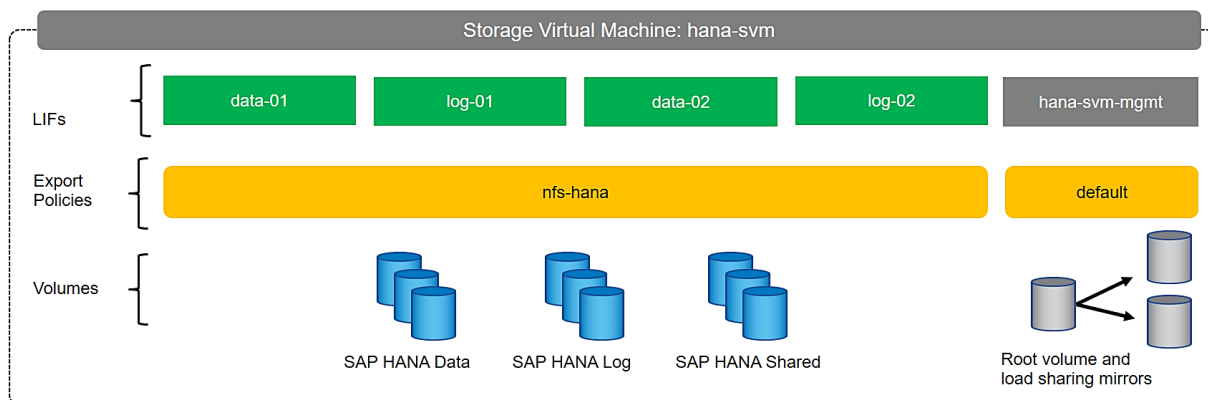 Storage Virtual Machine: hana-svm
LIFs
data-01
log-01
data-02
log-02
hana-svm-mgmt
Export
Policies
nfs-hana
default
Volumes
SAP HANA Data
SAP HANA Log
SAP HANA Shared
Root volume and
load sharing mirrors